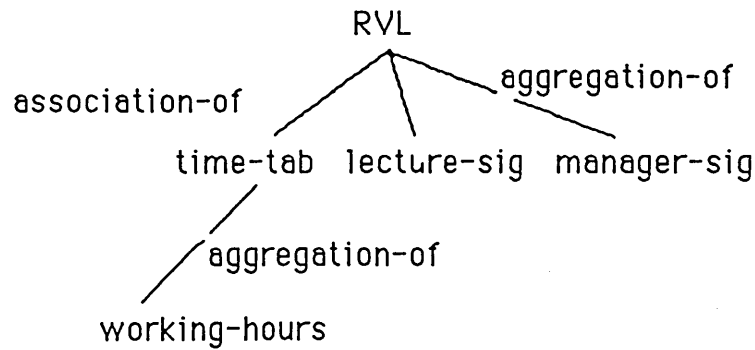 RVL
aggregation-of
association-of
time-tab lecture-sig manager-sig
aggregation-of
working-hours